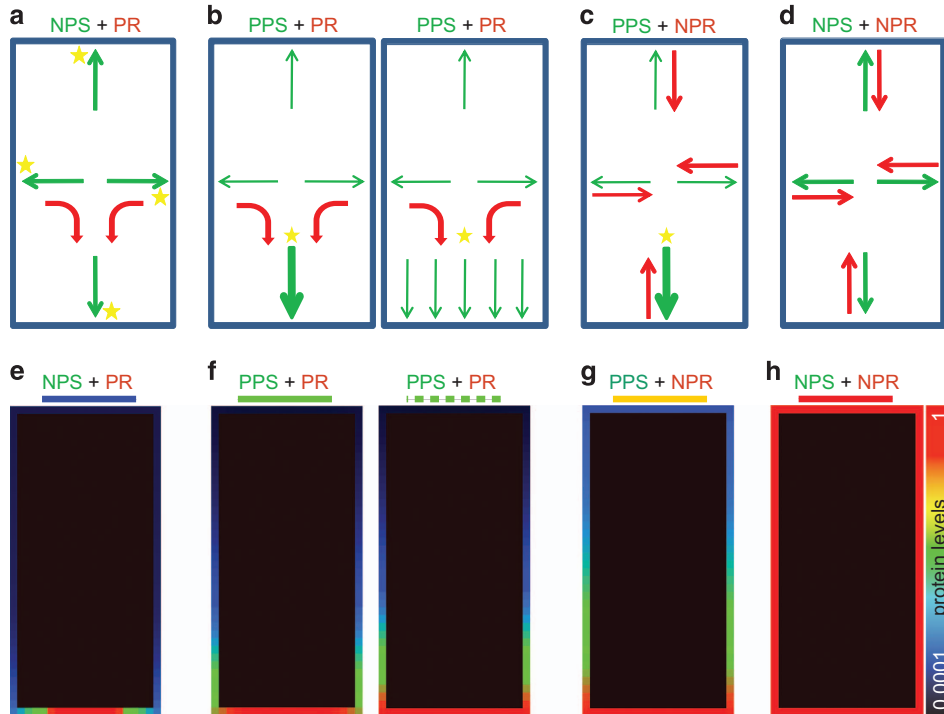 a b c d
NPS + PR PPS + PR PPS + PR PPS + NPR NPS + NPR
e f g h
NPS + PR PPS + PR PPS + PR PPS + NPR NPS + NPR
0.0001 protein levels 1